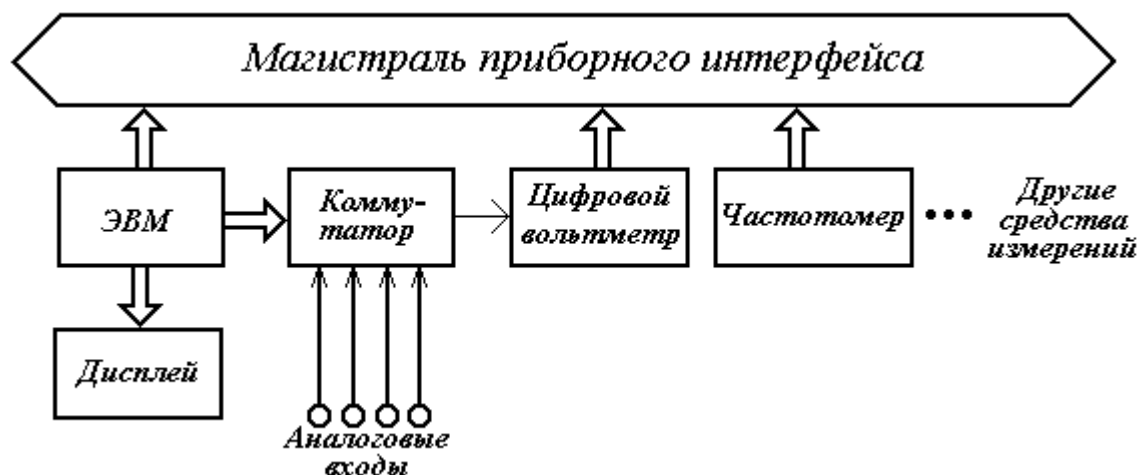 Магистраль приборного интерфейса
ЭВМ
Комму-
татор
Цифровой
вольтметр
Частотомер
•••
Другие
средства
измерений
Дисплей
Аналоговые
входы